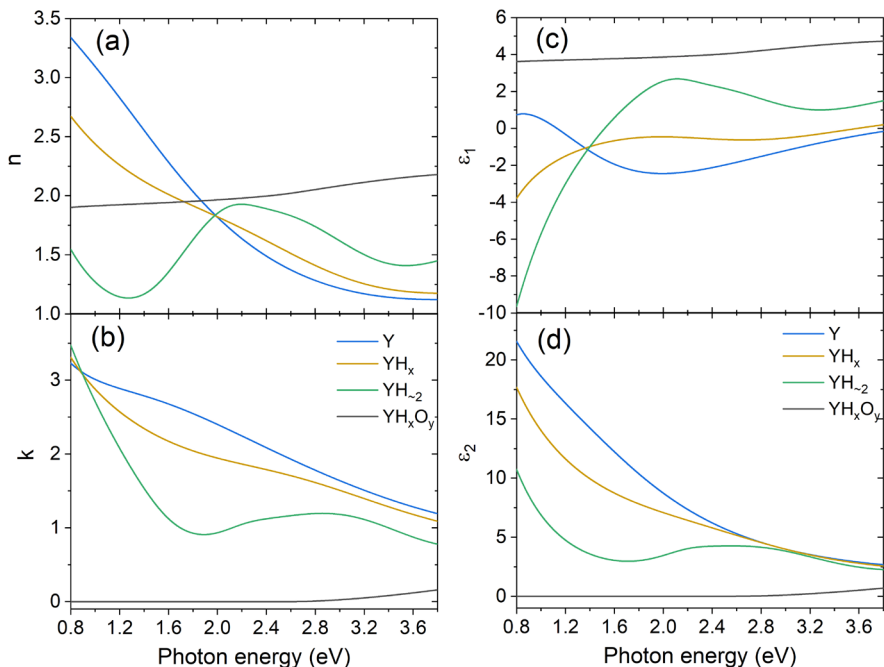 (a)
3.5
3.0
2.5
2.0
1.5
1.0
n
(b)
Y
YHₓ
YH~₂
YHₓOᵧ
3
2
1
0
k
0.8 1.2 1.6 2.0 2.4 2.8 3.2 3.6
Photon energy (eV)
(c)
6
4
2
0
-2
-4
-6
-8
-10
ε₁
(d)
Y
YHₓ
YH~₂
YHₓOᵧ
20
15
10
5
0
ε₂
0.8 1.2 1.6 2.0 2.4 2.8 3.2 3.6
Photon energy (eV)